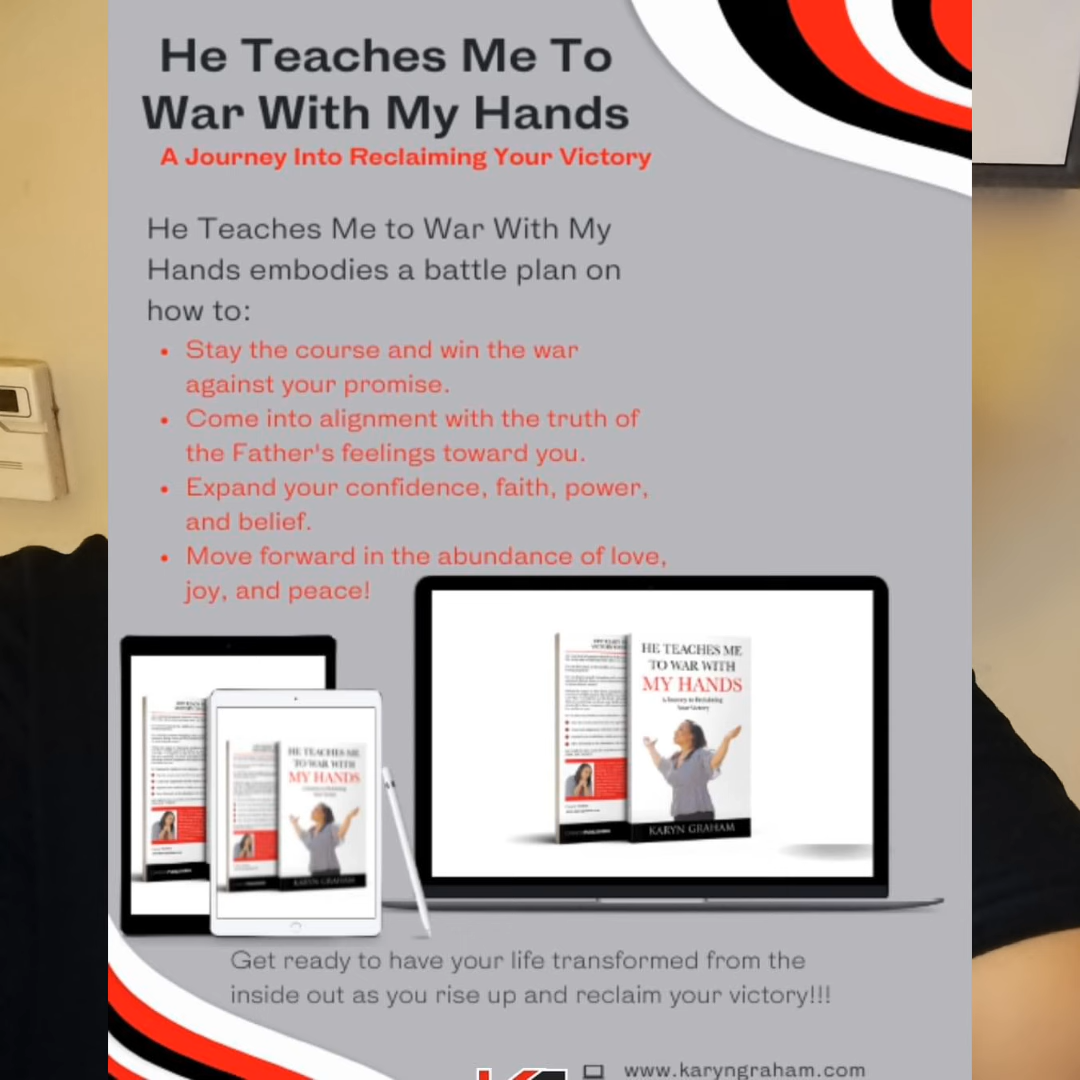 He Teaches Me To
War With My Hands
A Journey Into Reclaiming Your Victory
He Teaches Me to War With My
Hands embodies a battle plan on
how to:
• Stay the course and win the war
against your promise.
• Come into alignment with the truth of
the Father's feelings toward you.
• Expand your confidence, faith, power,
and belief.
• Move forward in the abundance of love,
joy, and peace!
HE TEACHES ME
TO WAR WITH
MY HANDS
A Journey to Reclaiming
Your Victory
KARYN GRAHAM
HE TEACHES ME
TO WAR WITH
MY HANDS
KARYN GRAHAM
Get ready to have your life transformed from the
inside out as you rise up and reclaim your victory!!!
www.karyngraham.com